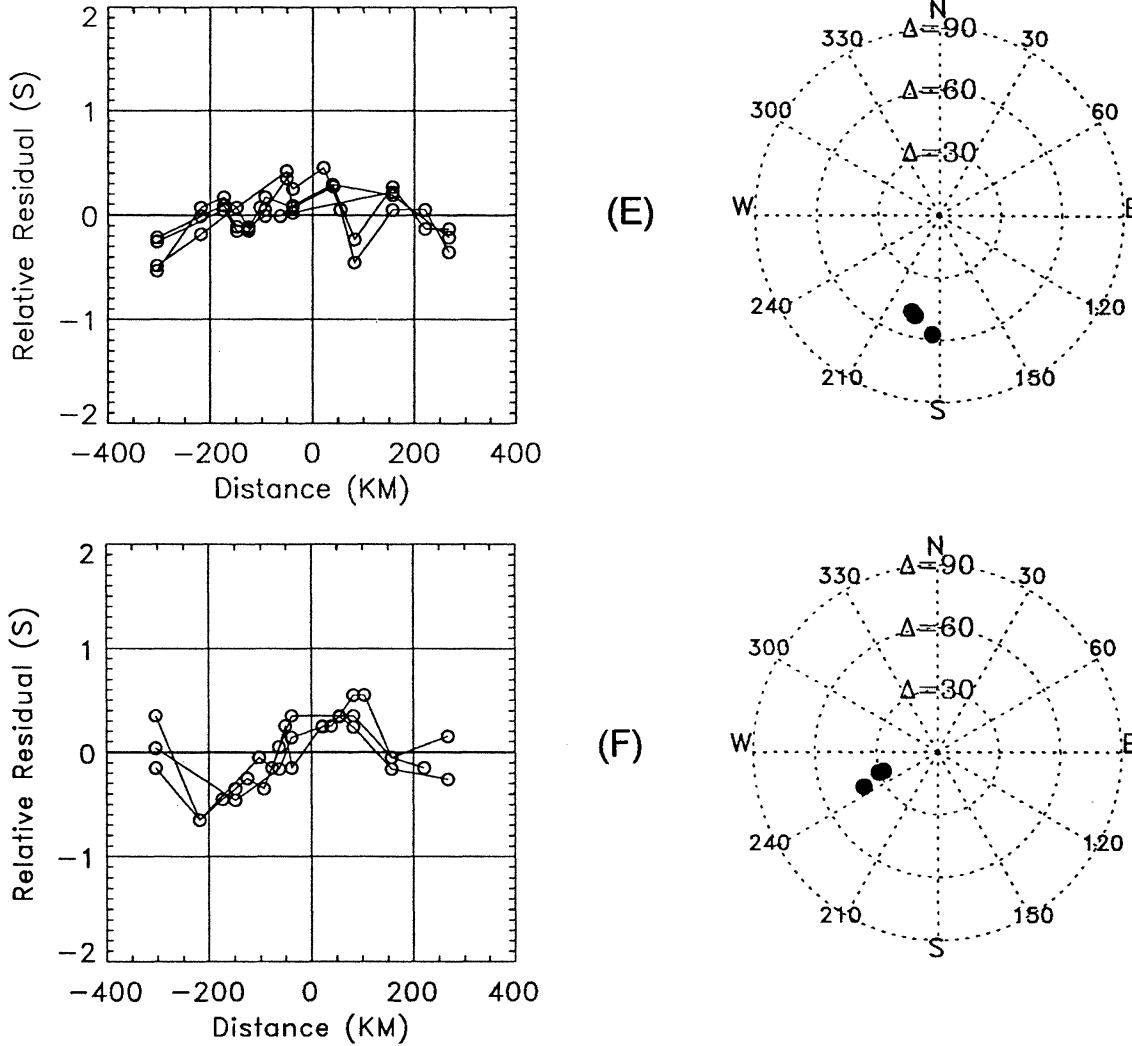 2
1
0
−1
−2
Relative Residual (S)
−400 −200 0 200 400
Distance (KM)
(E)
N
Δ=90
Δ=60
Δ=30
330
30
300
60
W
E
240
120
210
150
S
2
1
0
−1
−2
Relative Residual (S)
−400 −200 0 200 400
Distance (KM)
(F)
N
Δ=90
Δ=60
Δ=30
330
30
300
60
W
E
240
120
210
150
S